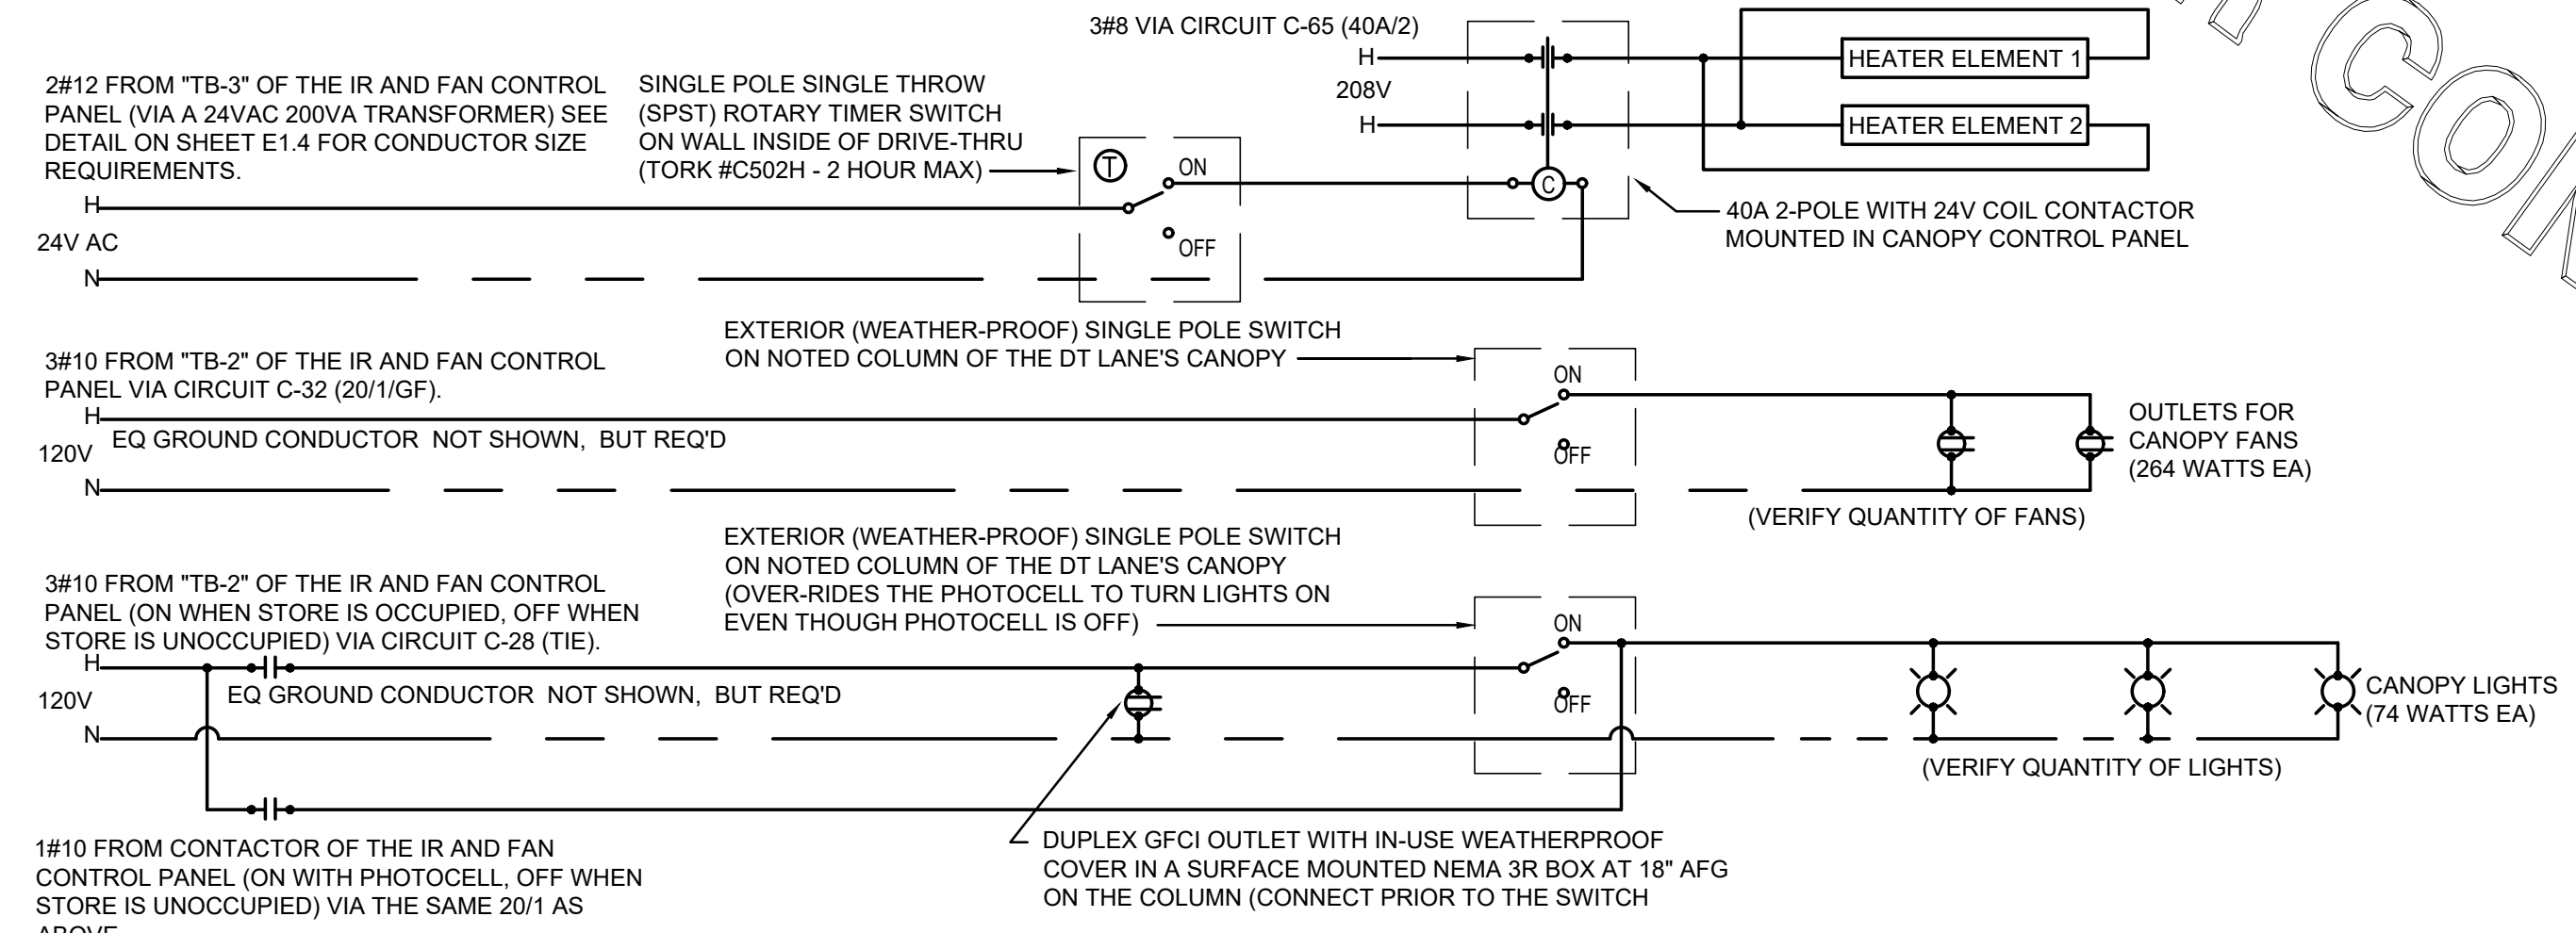 3#8 VIA CIRCUIT C-65 (40A/2)
H
208V
H
HEATER ELEMENT 1
HEATER ELEMENT 2
2#12 FROM "TB-3" OF THE IR AND FAN CONTROL
PANEL (VIA A 24VAC 200VA TRANSFORMER) SEE
DETAIL ON SHEET E1.4 FOR CONDUCTOR SIZE
REQUIREMENTS.
SINGLE POLE SINGLE THROW
(SPST) ROTARY TIMER SWITCH
ON WALL INSIDE OF DRIVE-THRU
(TORK #C502H - 2 HOUR MAX)
T
ON
OFF
C
H
24V AC
N
40A 2-POLE WITH 24V COIL CONTACTOR
MOUNTED IN CANOPY CONTROL PANEL
EXTERIOR (WEATHER-PROOF) SINGLE POLE SWITCH
ON NOTED COLUMN OF THE DT LANE'S CANOPY
3#10 FROM "TB-2" OF THE IR AND FAN CONTROL
PANEL VIA CIRCUIT C-32 (20/1/GF).
H
EQ GROUND CONDUCTOR NOT SHOWN, BUT REQ'D
120V
N
ON
OFF
OUTLETS FOR
CANOPY FANS
(264 WATTS EA)
(VERIFY QUANTITY OF FANS)
EXTERIOR (WEATHER-PROOF) SINGLE POLE SWITCH
ON NOTED COLUMN OF THE DT LANE'S CANOPY
(OVER-RIDES THE PHOTOCELL TO TURN LIGHTS ON
EVEN THOUGH PHOTOCELL IS OFF)
3#10 FROM "TB-2" OF THE IR AND FAN CONTROL
PANEL (ON WHEN STORE IS OCCUPIED, OFF WHEN
STORE IS UNOCCUPIED) VIA CIRCUIT C-28 (TIE).
H
EQ GROUND CONDUCTOR NOT SHOWN, BUT REQ'D
120V
N
ON
OFF
CANOPY LIGHTS
(74 WATTS EA)
(VERIFY QUANTITY OF LIGHTS)
DUPLEX GFCI OUTLET WITH IN-USE WEATHERPROOF
COVER IN A SURFACE MOUNTED NEMA 3R BOX AT 18" AFG
ON THE COLUMN (CONNECT PRIOR TO THE SWITCH
1#10 FROM CONTACTOR OF THE IR AND FAN
CONTROL PANEL (ON WITH PHOTOCELL, OFF WHEN
STORE IS UNOCCUPIED) VIA THE SAME 20/1 AS
ABOVE